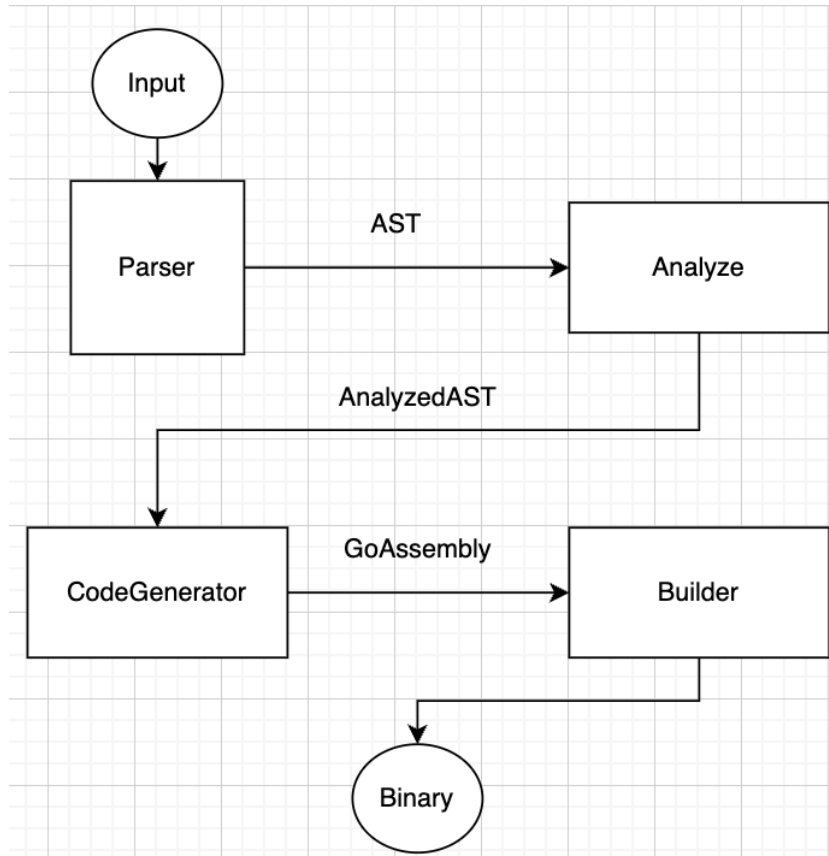 Input
AST
Parser
Analyze
AnalyzedAST
GoAssembly
CodeGenerator
Builder
Binary